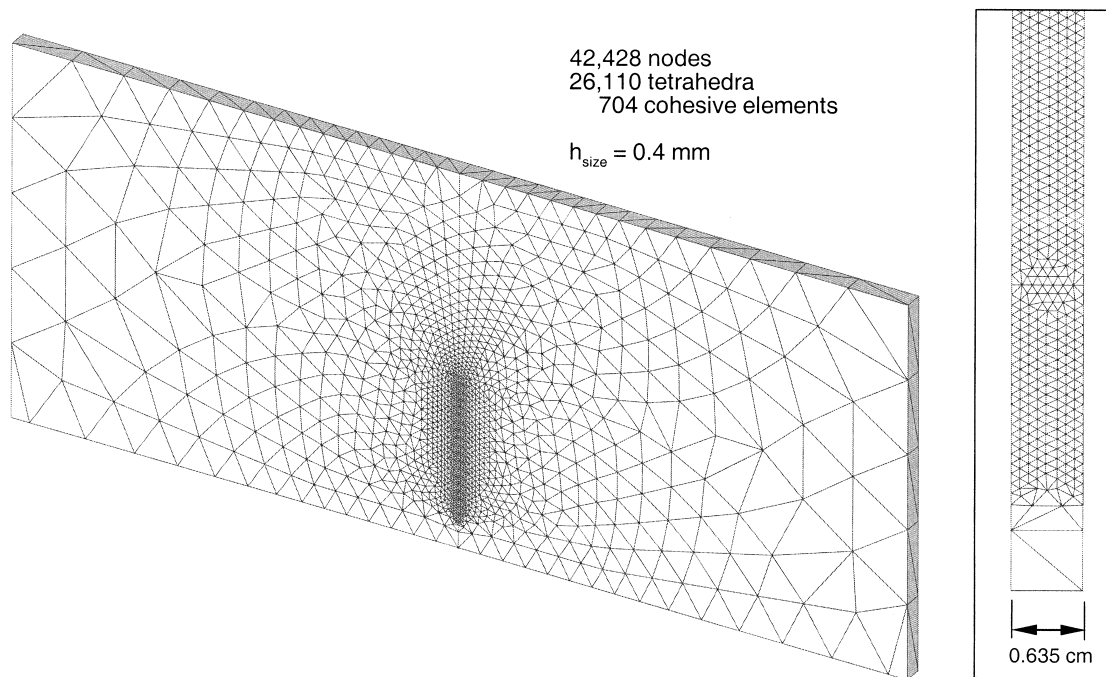 42,428 nodes
26,110 tetrahedra
704 cohesive elements
h_size = 0.4 mm
0.635 cm